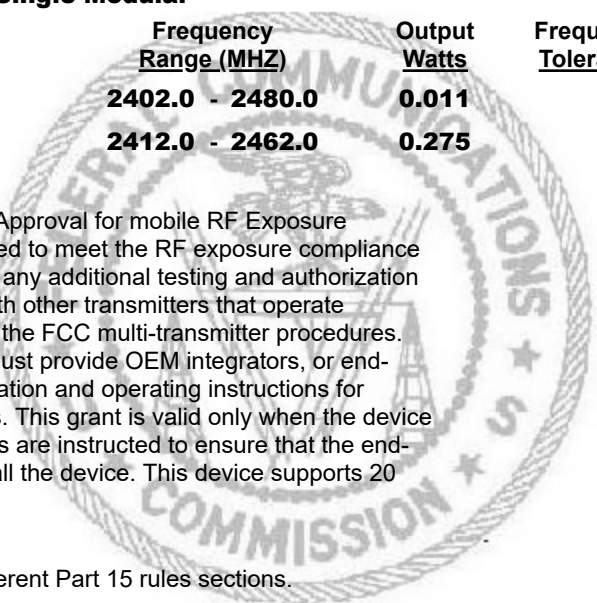 Single Modular
Frequency Output Frequ
Range (MHZ) Watts Toler
2402.0 - 2480.0 0.011
2412.0 - 2462.0 0.275
Approval for mobile RF Exposure
ed to meet the RF exposure compliance
any additional testing and authorization
th other transmitters that operate
the FCC multi-transmitter procedures.
ust provide OEM integrators, or end-
ation and operating instructions for
s. This grant is valid only when the device
s are instructed to ensure that the end-
all the device. This device supports 20
erent Part 15 rules sections.
COMMUNICATIONS
COMMISSION